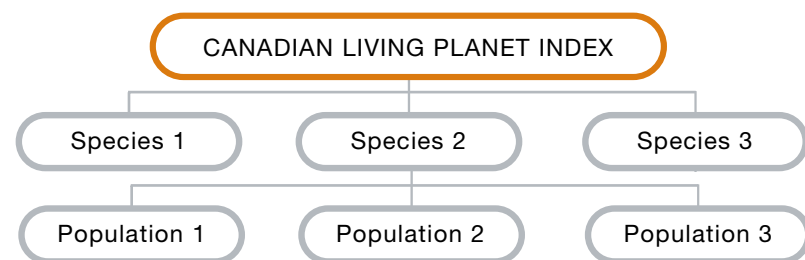 CANADIAN LIVING PLANET INDEX
Species 1
Species 2
Species 3
Population 1
Population 2
Population 3